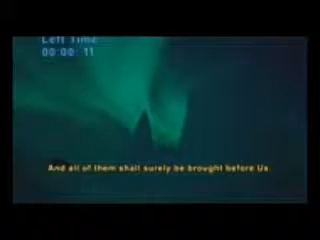 Left Time
00:00: 11
And all of them shall surely be brought before Us.